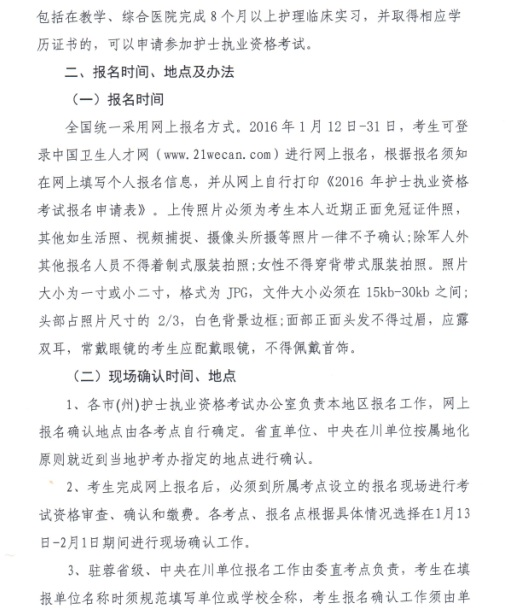 包括在教学、综合医院完成 8 个月以上护理临床实习，并取得相应学
历证书的，可以申请参加护士执业资格考试。
二、报名时间、地点及办法
（一）报名时间
全国统一采用网上报名方式。2016 年 1 月 12 日-31 日，考生可登
录中国卫生人才网（www.21wecan.com）进行网上报名，根据报名须知
在网上填写个人报名信息，并从网上自行打印《2016 年护士执业资格
考试报名申请表》。上传照片必须为考生本人近期正面免冠证件照，
其他如生活照、视频捕捉、摄像头所摄等照片一律不予确认;除军人外
其他报名人员不得着制式服装拍照;女性不得穿背带式服装拍照。照片
大小为一寸或小二寸，格式为 JPG，文件大小必须在 15kb-30kb 之间;
头部占照片尺寸的 2/3，白色背景边框;面部正面头发不得过眉，应露
双耳，常戴眼镜的考生应配戴眼镜，不得佩戴首饰。
（二）现场确认时间、地点
1、各市(州)护士执业资格考试办公室负责本地区报名工作，网上
报名确认地点由各考点自行确定。省直单位、中央在川单位按属地化
原则就近到当地护考办指定的地点进行确认。
2、考生完成网上报名后，必须到所属考点设立的报名现场进行考
试资格审查、确认和缴费。各考点、报名点根据具体情况选择在1月13
日-2月1日期间进行现场确认工作。
3、驻蓉省级、中央在川单位报名工作由委直考点负责，考生在填
报单位名称时须规范填写单位或学校全称，考生报名确认工作须由单